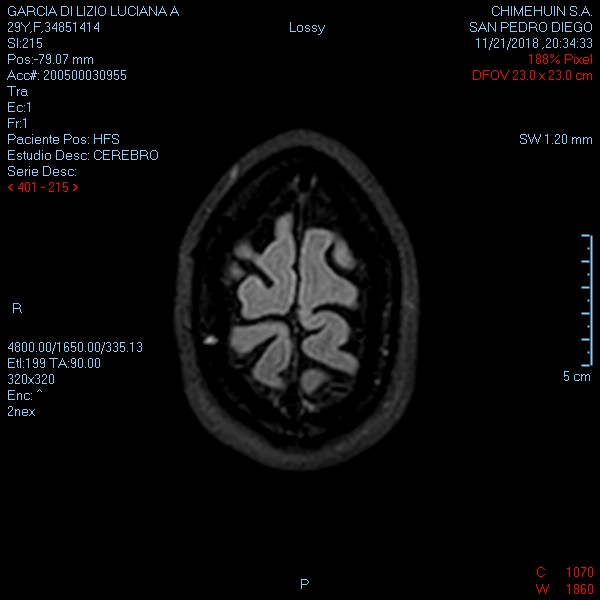 GARCIA DI LIZIO LUCIANA A
29Y,F,34851414
Sl:215
Pos:-79.07 mm
Acc#: 200500030955
Tra
Ec:1
Fr:1
Paciente Pos: HFS
Estudio Desc: CEREBRO
Serie Desc:
< 401 - 215 >
Lossy
CHIMEHUIN S.A.
SAN PEDRO DIEGO
11/21/2018 ,20:34:33
188% Pixel
DFOV 23.0 x 23.0 cm
SW 1.20 mm
R
4800.00/1650.00/335.13
Etl:199 TA:90.00
320x320
Enc: ^
2nex
5 cm
P
C 1070
W 1860